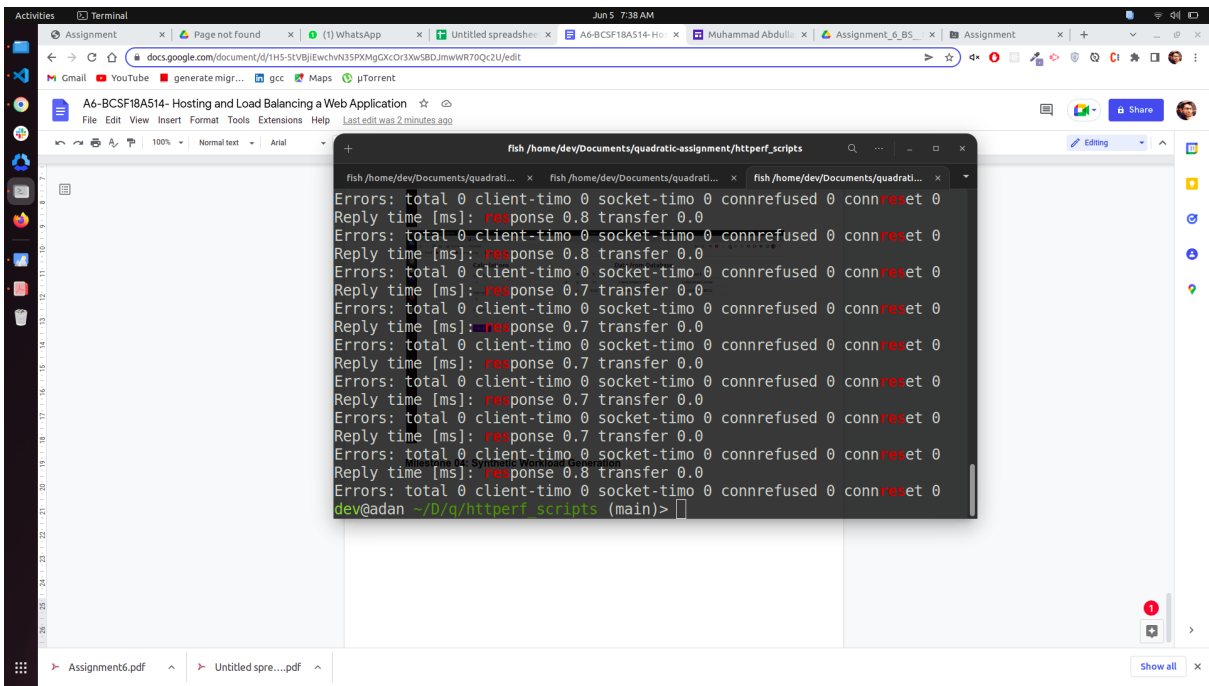 Activities Terminal Jun 5 7:38 AM
Assignment × Page not found × (1) WhatsApp × Untitled spreadshee × A6-BCSF18A514- Ho × Muhammad Abdulla × Assignment_6_BS_ × Assignment × +
docs.google.com/document/d/1H5-StVBjiEwchvN35PXMgGXcOr3XwSBDJmwWR70Qc2U/edit
Gmail YouTube generate migr... gcc Maps µTorrent
A6-BCSF18A514- Hosting and Load Balancing a Web Application
File Edit View Insert Format Tools Extensions Help Last edit was 2 minutes ago
Share
100% Normal text Arial
Editing
fish /home/dev/Documents/quadratic-assignment/httperf_scripts
fish /home/dev/Documents/quadrati... × fish /home/dev/Documents/quadrati... × fish /home/dev/Documents/quadrati... ×
Errors: total 0 client-timo 0 socket-timo 0 connrefused 0 connreset 0
Reply time [ms]: response 0.8 transfer 0.0
Errors: total 0 client-timo 0 socket-timo 0 connrefused 0 connreset 0
Reply time [ms]: response 0.8 transfer 0.0
Errors: total 0 client-timo 0 socket-timo 0 connrefused 0 connreset 0
Reply time [ms]: response 0.7 transfer 0.0
Errors: total 0 client-timo 0 socket-timo 0 connrefused 0 connreset 0
Reply time [ms]: response 0.7 transfer 0.0
Errors: total 0 client-timo 0 socket-timo 0 connrefused 0 connreset 0
Reply time [ms]: response 0.7 transfer 0.0
Errors: total 0 client-timo 0 socket-timo 0 connrefused 0 connreset 0
Reply time [ms]: response 0.7 transfer 0.0
Errors: total 0 client-timo 0 socket-timo 0 connrefused 0 connreset 0
Reply time [ms]: response 0.7 transfer 0.0
Errors: total 0 client-timo 0 socket-timo 0 connrefused 0 connreset 0
Milestone 04: Synthetic Workload Generation
Reply time [ms]: response 0.8 transfer 0.0
Errors: total 0 client-timo 0 socket-timo 0 connrefused 0 connreset 0
dev@adan ~/D/q/httperf_scripts (main)>
1
Assignment6.pdf Untitled spre....pdf Show all ×